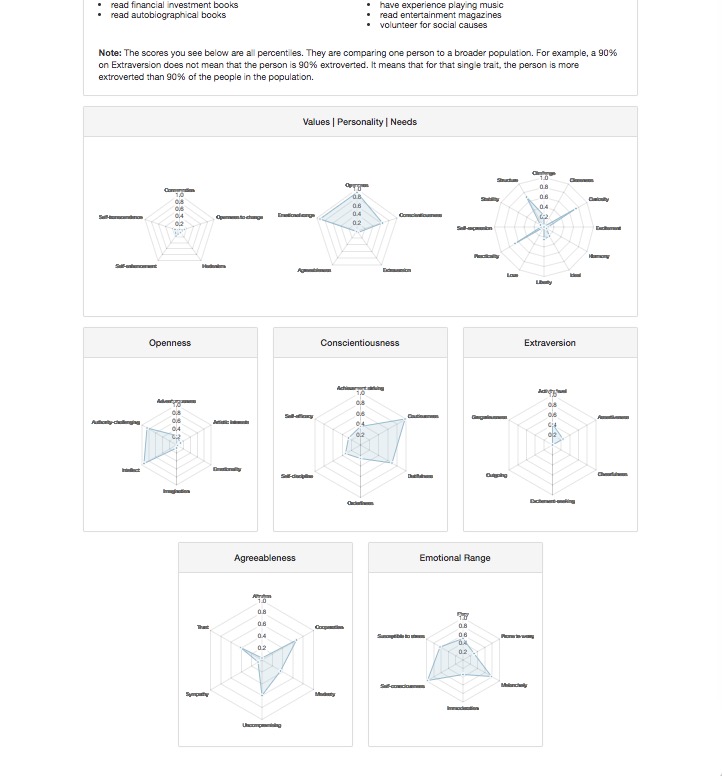 read financial investment books
read autobiographical books
have experience playing music
read entertainment magazines
volunteer for social causes
Note: The scores you see below are all percentiles. They are comparing one person to a broader population. For example, a 90%
on Extraversion does not mean that the person is 90% extroverted. It means that for that single trait, the person is more
extroverted than 90% of the people in the population.
Values | Personality | Needs
Conservation
1.0
0.8
0.6
0.4
0.2
Self-transcendence
Openness to change
Self-enhancement
Hedonism
Openness
1.0
0.8
0.6
0.4
0.2
Emotional range
Conscientiousness
Agreeableness
Extraversion
Challenge
1.0
0.8
0.6
0.4
0.2
Structure
Closeness
Stability
Curiosity
Self-expression
Excitement
Practicality
Harmony
Love
Ideal
Liberty
Openness
Conscientiousness
Extraversion
Adventurousness
1.0
0.8
0.6
0.4
0.2
Authority-challenging
Artistic interests
Intellect
Emotionality
Imagination
Achievement striving
1.0
0.8
0.6
0.4
0.2
Self-efficacy
Cautiousness
Self-discipline
Dutifulness
Orderliness
Activity level
1.0
0.8
0.6
0.4
0.2
Gregariousness
Assertiveness
Outgoing
Cheerfulness
Excitement-seeking
Agreeableness
Emotional Range
Altruism
1.0
0.8
0.6
0.4
0.2
Trust
Cooperation
Sympathy
Modesty
Uncompromising
Fiery
1.0
0.8
0.6
0.4
0.2
Susceptible to stress
Prone to worry
Self-consciousness
Melancholy
Immoderation